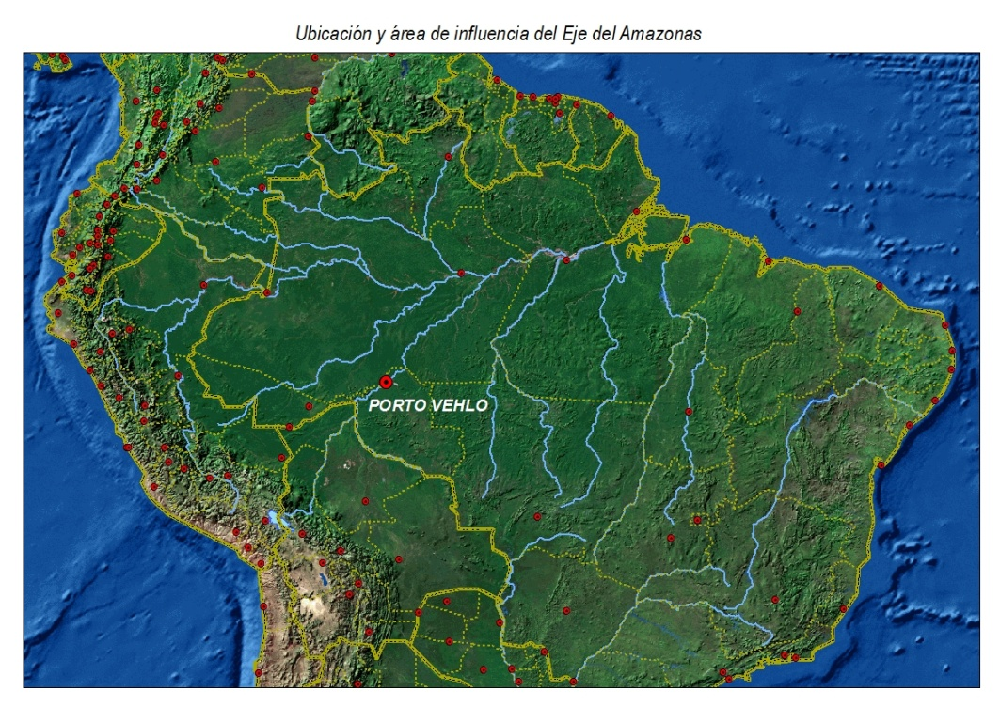 Ubicación y área de influencia del Eje del Amazonas
PORTO VEHLO